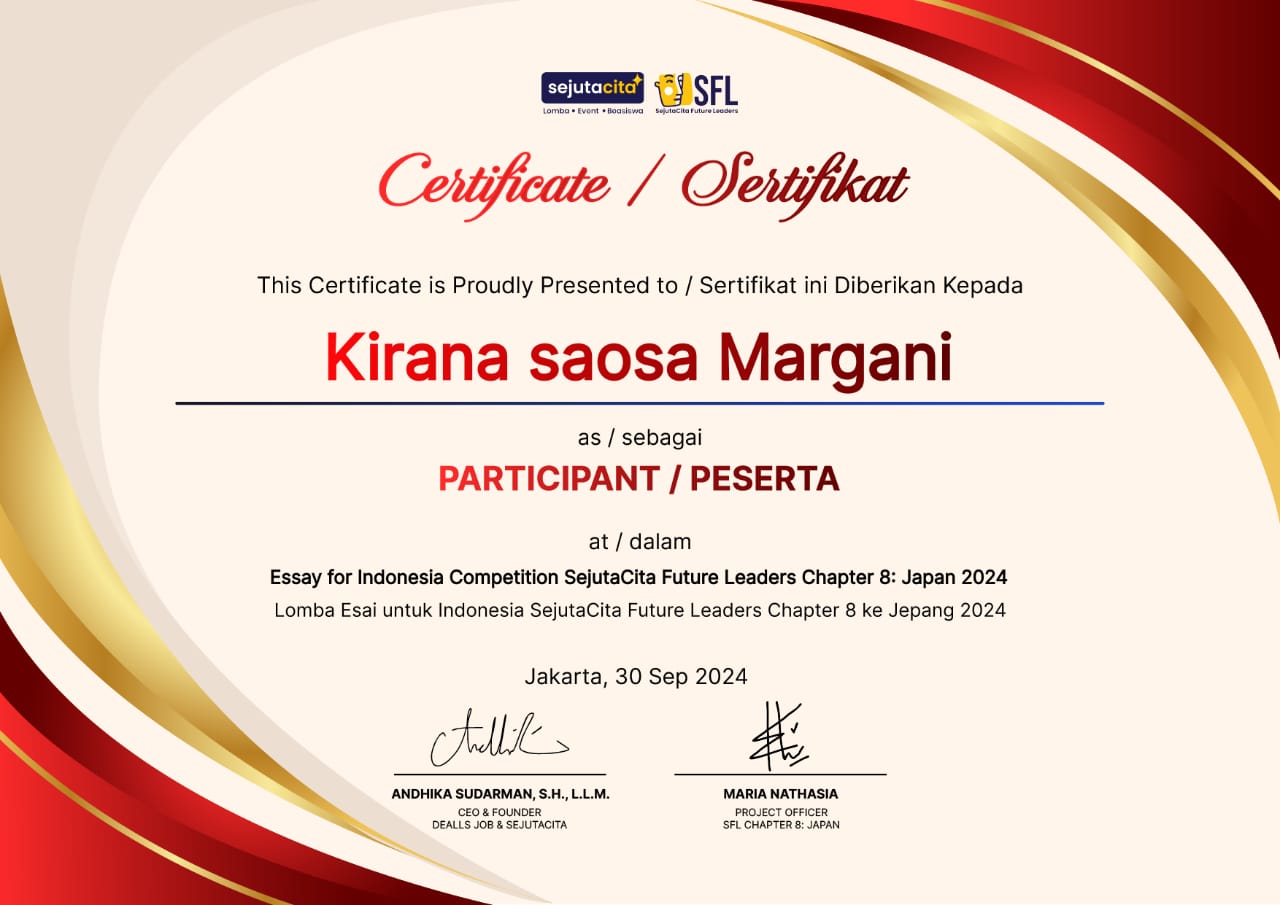 sejutacita
Lomba • Event • Beasiswa
SFL
SejutaCita Future Leaders
Certificate / Sertifikat
This Certificate is Proudly Presented to / Sertifikat ini Diberikan Kepada
Kirana saosa Margani
as / sebagai
PARTICIPANT / PESERTA
at / dalam
Essay for Indonesia Competition SejutaCita Future Leaders Chapter 8: Japan 2024
Lomba Esai untuk Indonesia SejutaCita Future Leaders Chapter 8 ke Jepang 2024
Jakarta, 30 Sep 2024
ANDHIKA SUDARMAN, S.H., L.L.M.
CEO & FOUNDER
DEALLS JOB & SEJUTACITA
MARIA NATHASIA
PROJECT OFFICER
SFL CHAPTER 8: JAPAN